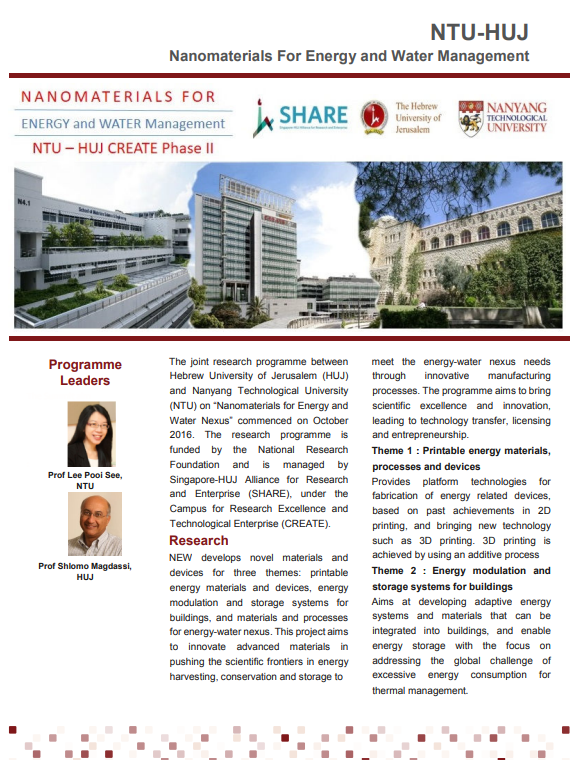 NTU-HUJ
Nanomaterials For Energy and Water Management
NANOMATERIALS FOR
ENERGY and WATER Management
NTU – HUJ CREATE Phase II
SHARE
Singapore-HUJ Alliance for Research and Enterprise
The Hebrew
University of
Jerusalem
NANYANG
TECHNOLOGICAL
UNIVERSITY
N4.1
Programme
Leaders
Prof Lee Pooi See,
NTU
Prof Shlomo Magdassi,
HUJ
The joint research programme between
Hebrew University of Jerusalem (HUJ)
and Nanyang Technological University
(NTU) on “Nanomaterials for Energy and
Water Nexus” commenced on October
2016. The research programme is
funded by the National Research
Foundation and is managed by
Singapore-HUJ Alliance for Research
and Enterprise (SHARE), under the
Campus for Research Excellence and
Technological Enterprise (CREATE).
Research
NEW develops novel materials and
devices for three themes: printable
energy materials and devices, energy
modulation and storage systems for
buildings, and materials and processes
for energy-water nexus. This project aims
to innovate advanced materials in
pushing the scientific frontiers in energy
harvesting, conservation and storage to
meet the energy-water nexus needs
through innovative manufacturing
processes. The programme aims to bring
scientific excellence and innovation,
leading to technology transfer, licensing
and entrepreneurship.
Theme 1 : Printable energy materials,
processes and devices
Provides platform technologies for
fabrication of energy related devices,
based on past achievements in 2D
printing, and bringing new technology
such as 3D printing. 3D printing is
achieved by using an additive process
Theme 2 : Energy modulation and
storage systems for buildings
Aims at developing adaptive energy
systems and materials that can be
integrated into buildings, and enable
energy storage with the focus on
addressing the global challenge of
excessive energy consumption for
thermal management.